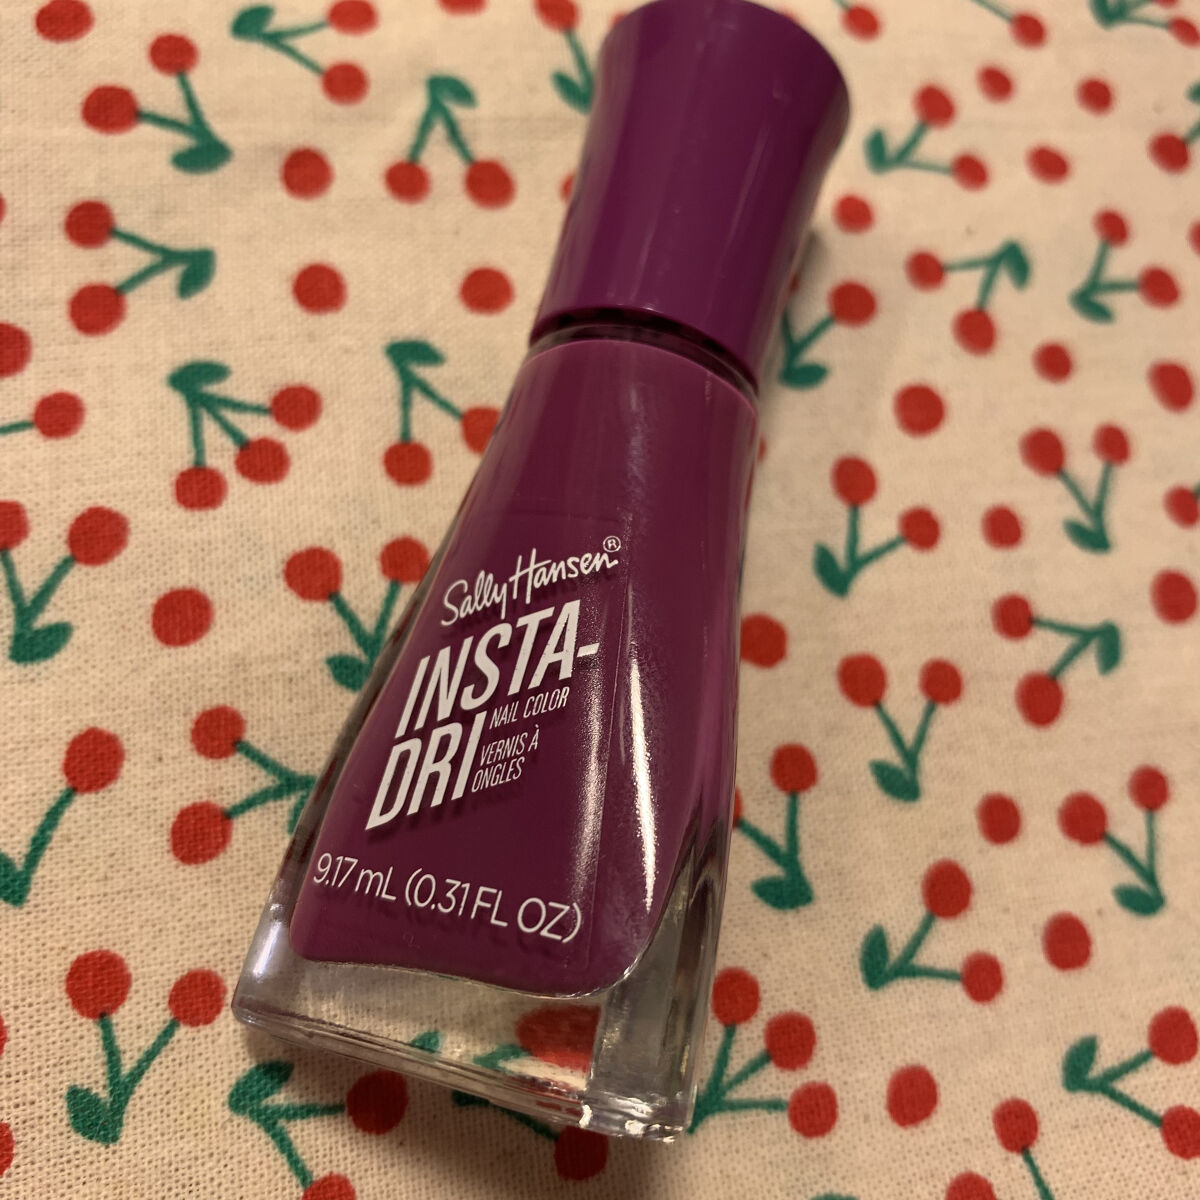 Sally Hansen®
INSTA-
DRI
NAIL COLOR
VERNIS À
ONGLES
9.17 mL (0.31 FL OZ)